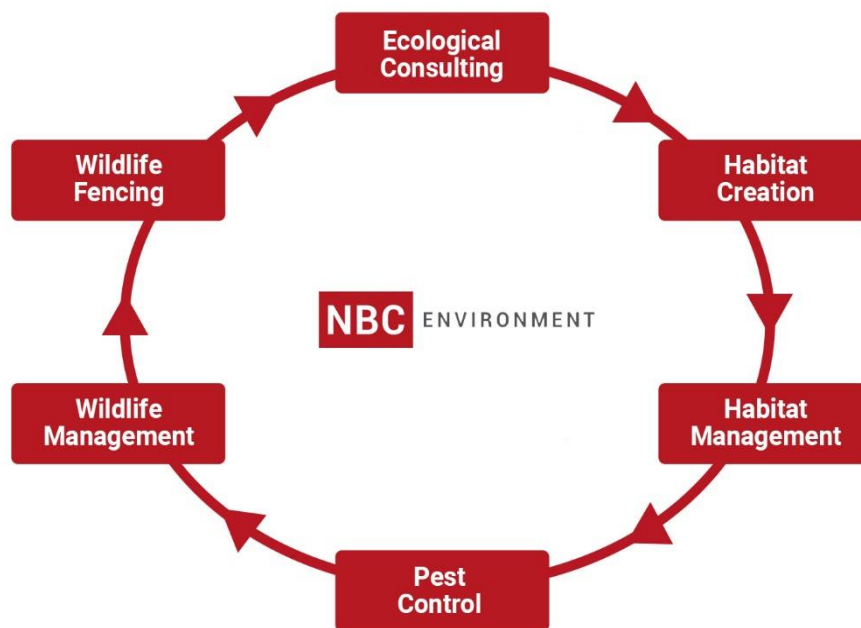 Ecological
Consulting
Wildlife
Fencing
Habitat
Creation
NBC ENVIRONMENT
Wildlife
Management
Habitat
Management
Pest
Control